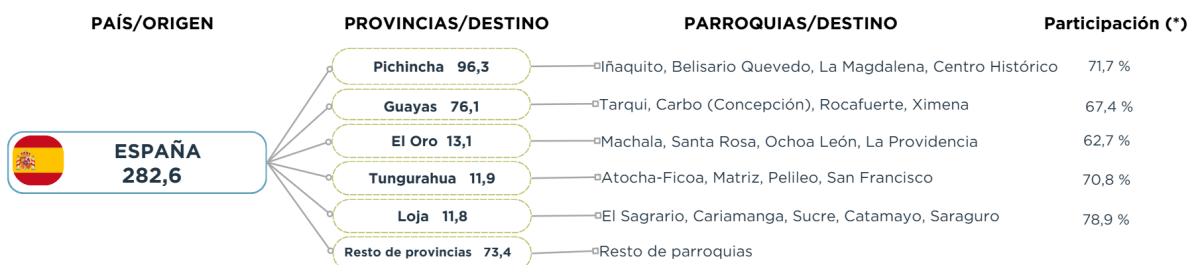 PAÍS/ORIGEN PROVINCIAS/DESTINO PARROQUIAS/DESTINO Participación (*)
Pichincha 96,3 Iñaquito, Belisario Quevedo, La Magdalena, Centro Histórico 71,7 %
Guayas 76,1 Tarqui, Carbo (Concepción), Rocafuerte, Ximena 67,4 %
El Oro 13,1 Machala, Santa Rosa, Ochoa León, La Providencia 62,7 %
ESPAÑA
282,6
Tungurahua 11,9 Atocha-Ficoa, Matriz, Pelileo, San Francisco 70,8 %
Loja 11,8 El Sagrario, Cariamanga, Sucre, Catamayo, Saraguro 78,9 %
Resto de provincias 73,4 Resto de parroquias